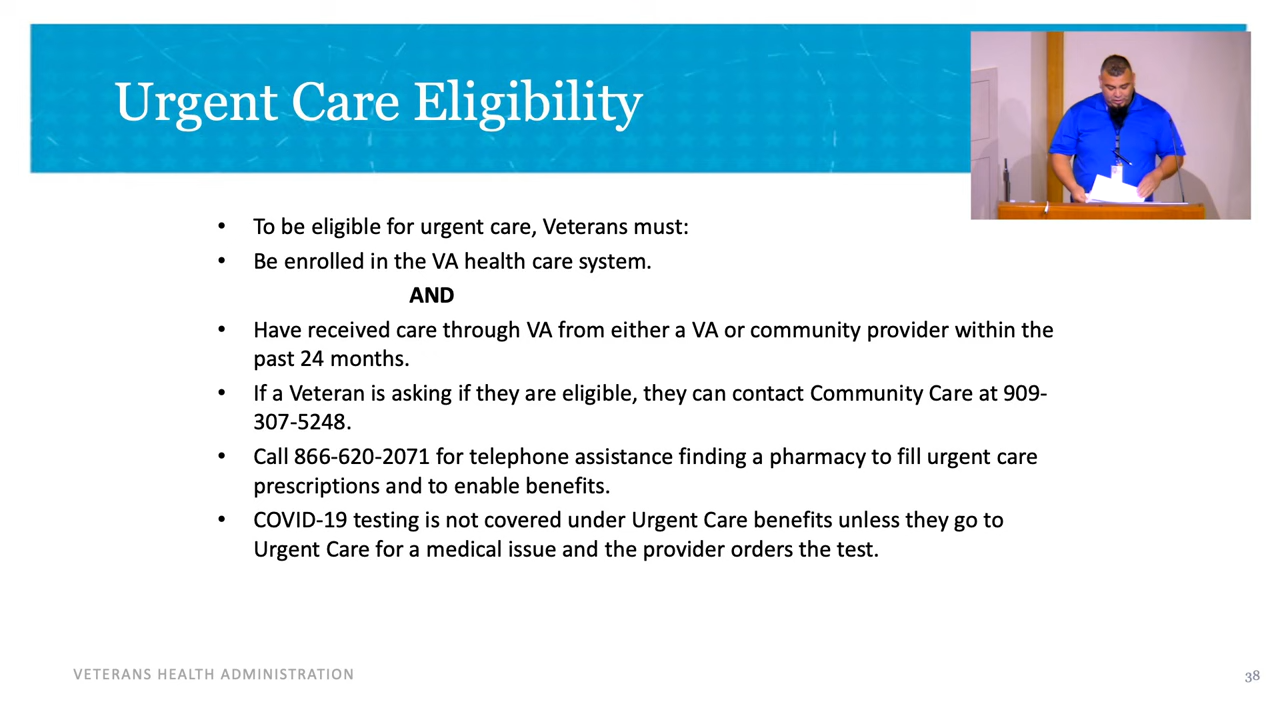 Urgent Care Eligibility
• To be eligible for urgent care, Veterans must:
• Be enrolled in the VA health care system.
AND
• Have received care through VA from either a VA or community provider within the
past 24 months.
• If a Veteran is asking if they are eligible, they can contact Community Care at 909-
307-5248.
• Call 866-620-2071 for telephone assistance finding a pharmacy to fill urgent care
prescriptions and to enable benefits.
• COVID-19 testing is not covered under Urgent Care benefits unless they go to
Urgent Care for a medical issue and the provider orders the test.
VETERANS HEALTH ADMINISTRATION
38